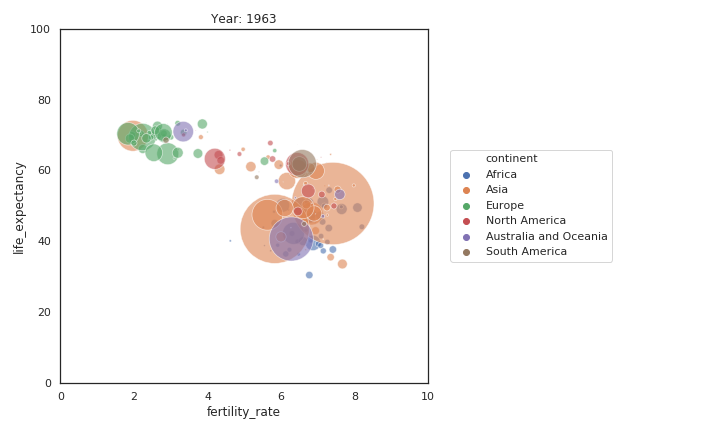 Year: 1963
100
80
60
40
20
0
life_expectancy
0 2 4 6 8 10
fertility_rate
continent
Africa
Asia
Europe
North America
Australia and Oceania
South America